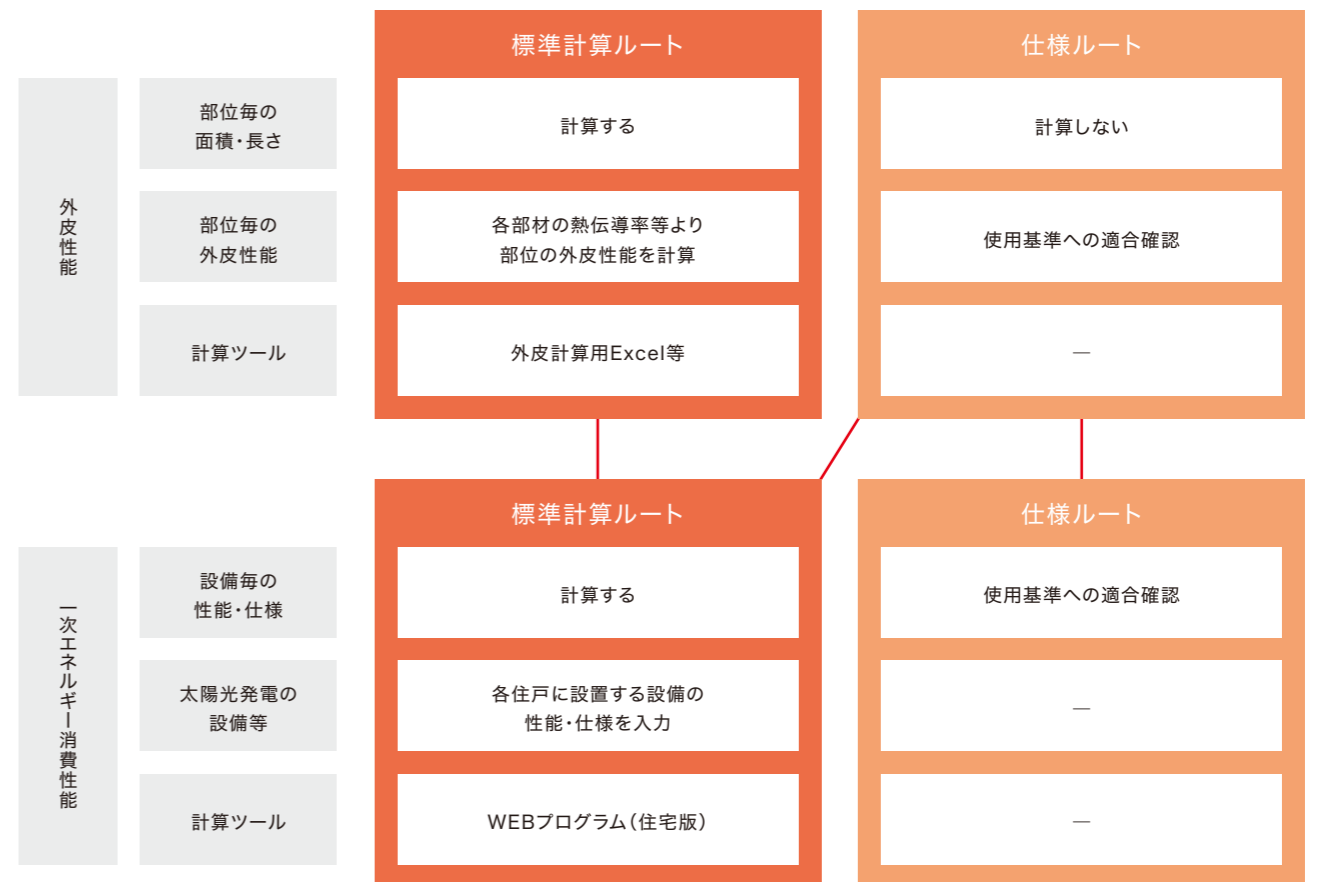 標準計算ルート
仕様ルート
外皮性能
部位毎の
面積・長さ
計算する
計算しない
部位毎の
外皮性能
各部材の熱伝導率等より
部位の外皮性能を計算
使用基準への適合確認
計算ツール
外皮計算用Excel等
—
標準計算ルート
仕様ルート
一次エネルギー消費性能
設備毎の
性能・仕様
計算する
使用基準への適合確認
太陽光発電の
設備等
各住戸に設置する設備の
性能・仕様を入力
—
計算ツール
WEBプログラム（住宅版）
—